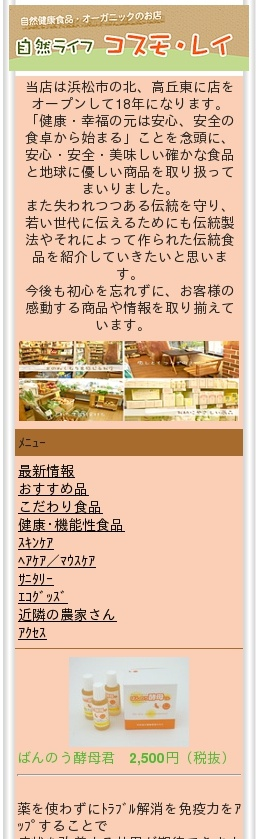 自然健康食品・オーガニックのお店
自然ライフ コスモ・レイ
当店は浜松市の北、高丘東に店を
オープンして18年になります。
「健康・幸福の元は安心、安全の
食卓から始まる」ことを念頭に、
安心・安全・美味しい確かな食品
と地球に優しい商品を取り扱って
まいりました。
また失われつつある伝統を守り、
若い世代に伝えるためにも伝統製
法やそれによって作られた伝統食
品を紹介していきたいと思いま
す。
今後も初心を忘れずに、お客様の
感動する商品や情報を取り揃えて
います。
ﾒﾆｭｰ
最新情報
おすすめ品
こだわり食品
健康･機能性食品
ｽｷﾝｹｱ
ﾍｱｹｱ／ﾏｳｽｹｱ
ｻﾆﾀﾘｰ
ｴｺｸﾞｯｽﾞ
近隣の農家さん
ｱｸｾｽ
ばんのう酵母君 2,500円（税抜）
薬を使わずにﾄﾗﾌﾞﾙ解消を免疫力をｱ
ｯﾌﾟすることで